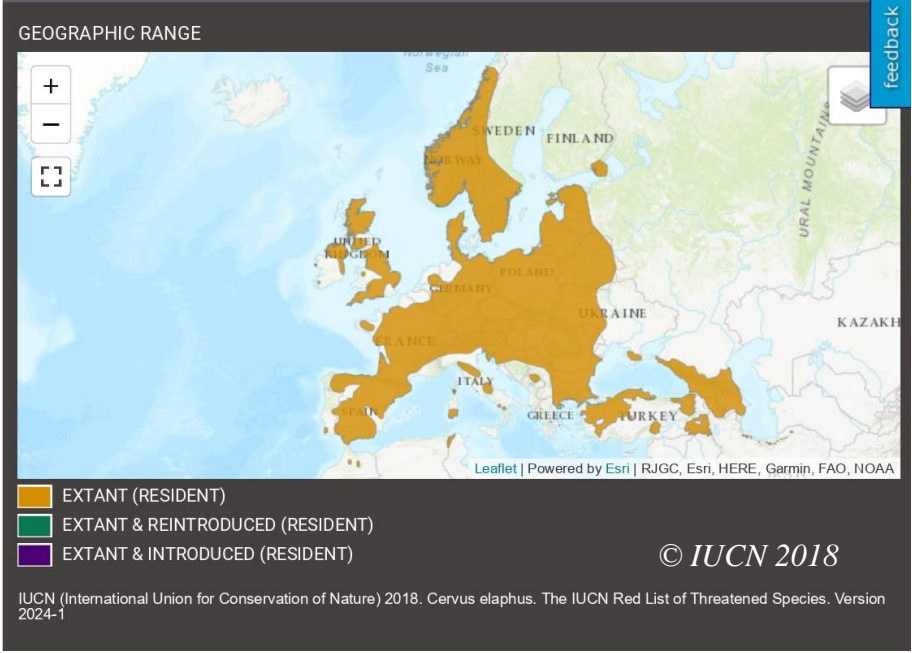 GEOGRAPHIC RANGE
feedback
Norwegian
Sea
+
−
SWEDEN
FINLAND
NORWAY
URAL MOUNTAINS
UNITED
KINGDOM
POLAND
GERMANY
UKRAINE
KAZAKH
FRANCE
ITALY
SPAIN
GREECE
TURKEY
Leaflet | Powered by Esri | RJGC, Esri, HERE, Garmin, FAO, NOAA
EXTANT (RESIDENT)
EXTANT & REINTRODUCED (RESIDENT)
EXTANT & INTRODUCED (RESIDENT)
© IUCN 2018
IUCN (International Union for Conservation of Nature) 2018. Cervus elaphus. The IUCN Red List of Threatened Species. Version
2024-1